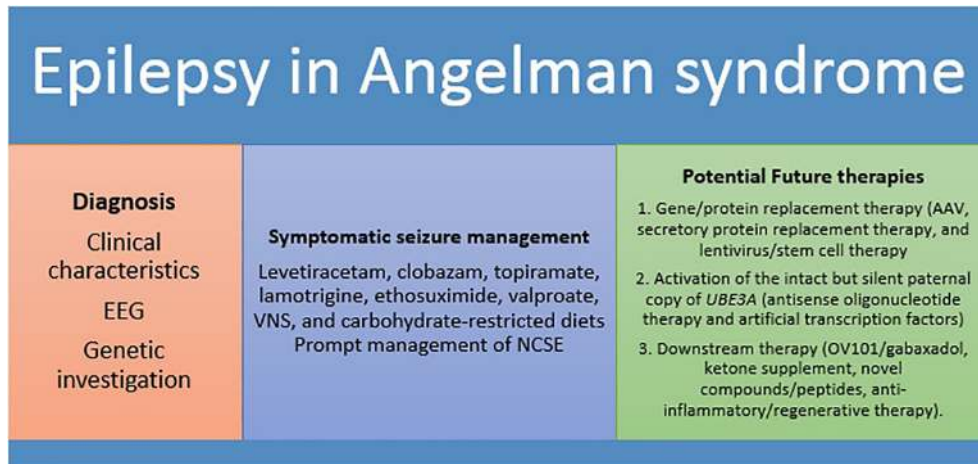 Epilepsy in Angelman syndrome
Diagnosis
Clinical
characteristics
EEG
Genetic
investigation
Symptomatic seizure management
Levetiracetam, clobazam, topiramate,
lamotrigine, ethosuximide, valproate,
VNS, and carbohydrate-restricted diets
Prompt management of NCSE
Potential Future therapies
1. Gene/protein replacement therapy (AAV,
secretory protein replacement therapy, and
lentivirus/stem cell therapy
2. Activation of the intact but silent paternal
copy of UBE3A (antisense oligonucleotide
therapy and artificial transcription factors)
3. Downstream therapy (OV101/gabaxadol,
ketone supplement, novel
compounds/peptides, anti-
inflammatory/regenerative therapy).